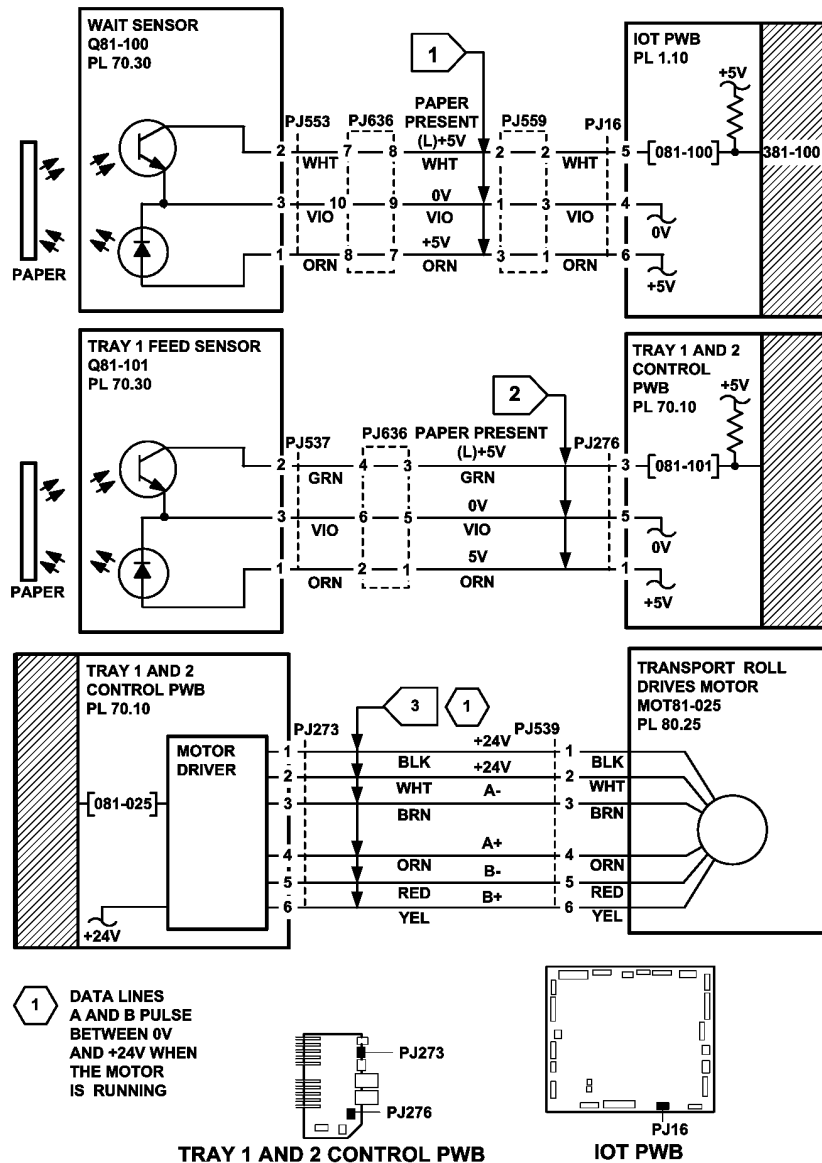 WAIT SENSOR
Q81-100
PL 70.30
1
IOT PWB
PL 1.10
+5V
PJ553 PJ636 PAPER PRESENT PJ559 PJ16
(L)+5V
2 7 8 2 2 5 [081-100] 381-100
WHT WHT WHT
0V
3 10 9 1 3 4
VIO VIO VIO 0V
+5V
1 8 7 3 1 6
ORN ORN ORN +5V
PAPER
TRAY 1 FEED SENSOR
Q81-101
PL 70.30
2
TRAY 1 AND 2
CONTROL
PWB
PL 70.10
+5V
PJ537 PJ636 PAPER PRESENT PJ276
(L)+5V
2 4 3 3 [081-101]
GRN GRN
0V
3 6 5 5
VIO VIO 0V
5V
1 2 1 1
ORN ORN +5V
PAPER
TRAY 1 AND 2
CONTROL PWB
PL 70.10
3 1
TRANSPORT ROLL
DRIVES MOTOR
MOT81-025
PL 80.25
MOTOR
DRIVER
[081-025]
+24V
PJ273 PJ539
1 +24V 1
BLK BLK
2 +24V 2
WHT WHT
3 A- 3
BRN BRN
4 A+ 4
ORN ORN
5 B- 5
RED RED
6 B+ 6
YEL YEL
1
DATA LINES
A AND B PULSE
BETWEEN 0V
AND +24V WHEN
THE MOTOR
IS RUNNING
PJ273
PJ276
TRAY 1 AND 2 CONTROL PWB
PJ16
IOT PWB